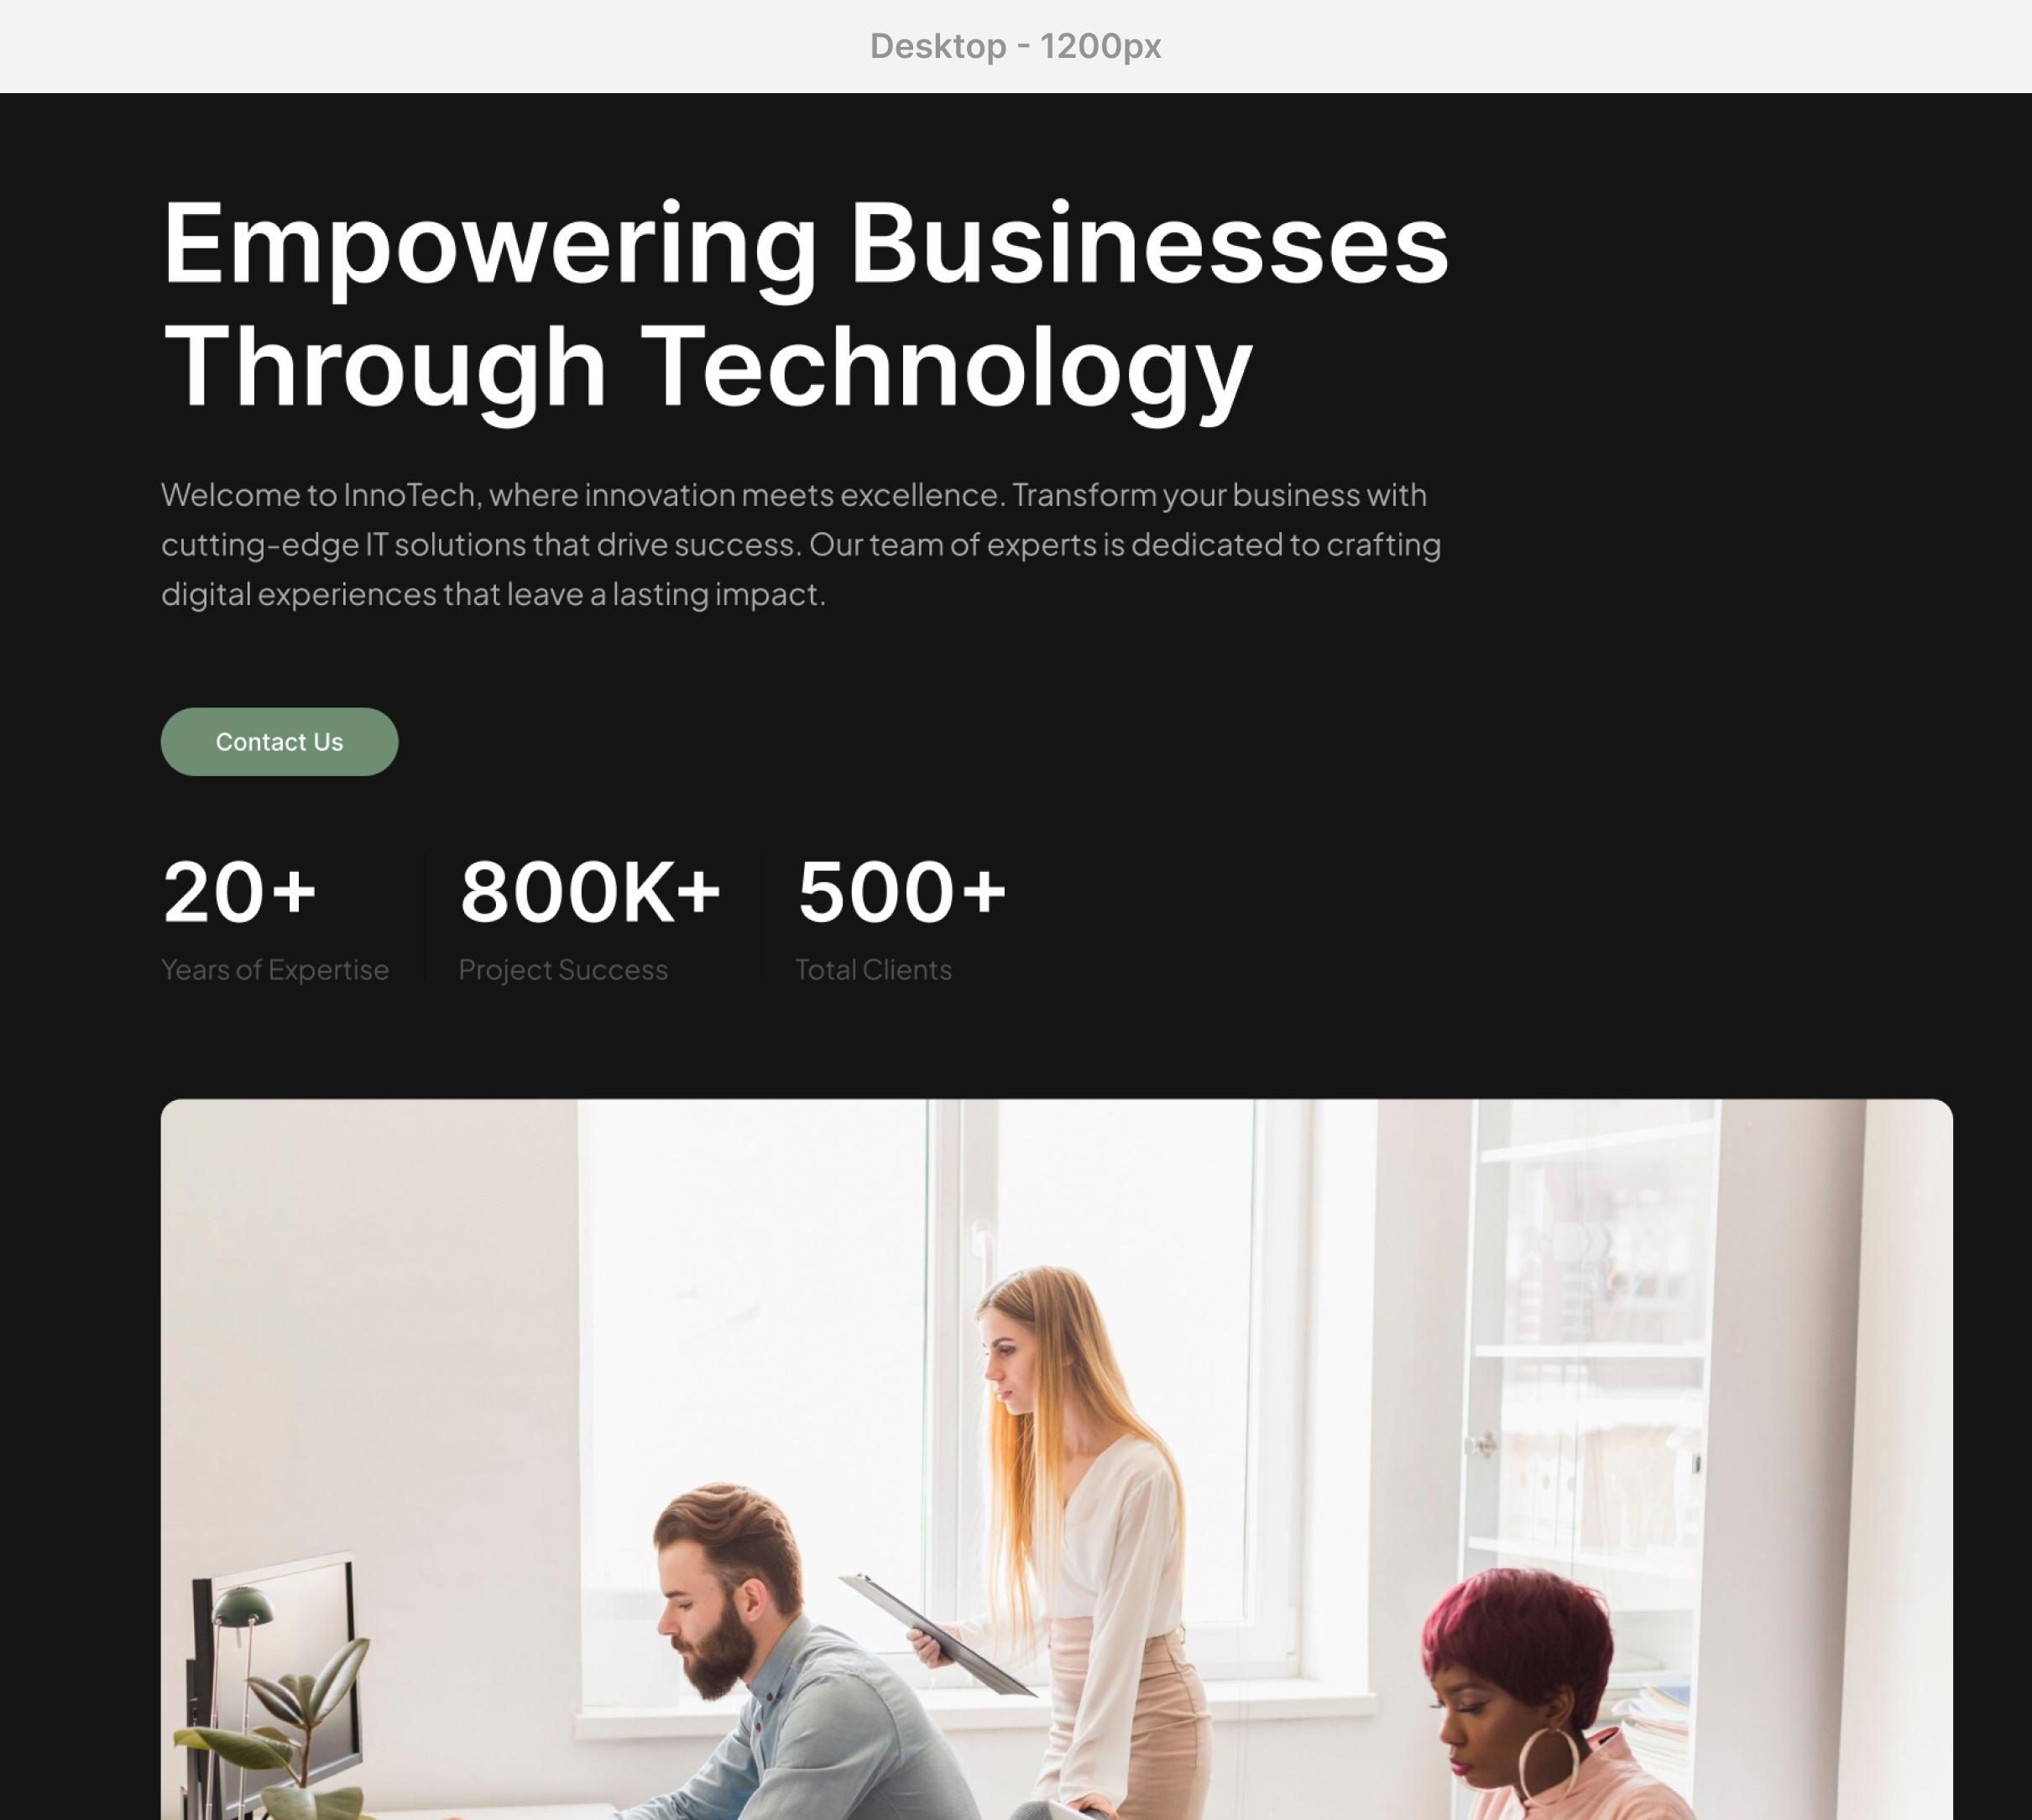 Desktop - 1200px
Empowering Businesses
Through Technology
Welcome to InnoTech, where innovation meets excellence. Transform your business with
cutting-edge IT solutions that drive success. Our team of experts is dedicated to crafting
digital experiences that leave a lasting impact.
Contact Us
20+ 800K+ 500+
Years of Expertise Project Success Total Clients